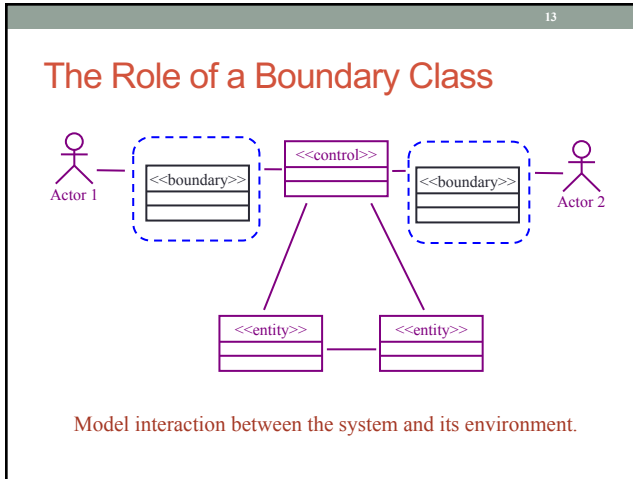 13
The Role of a Boundary Class
<<control>>
<<boundary>>
<<boundary>>
Actor 1
Actor 2
<<entity>>
<<entity>>
Model interaction between the system and its environment.